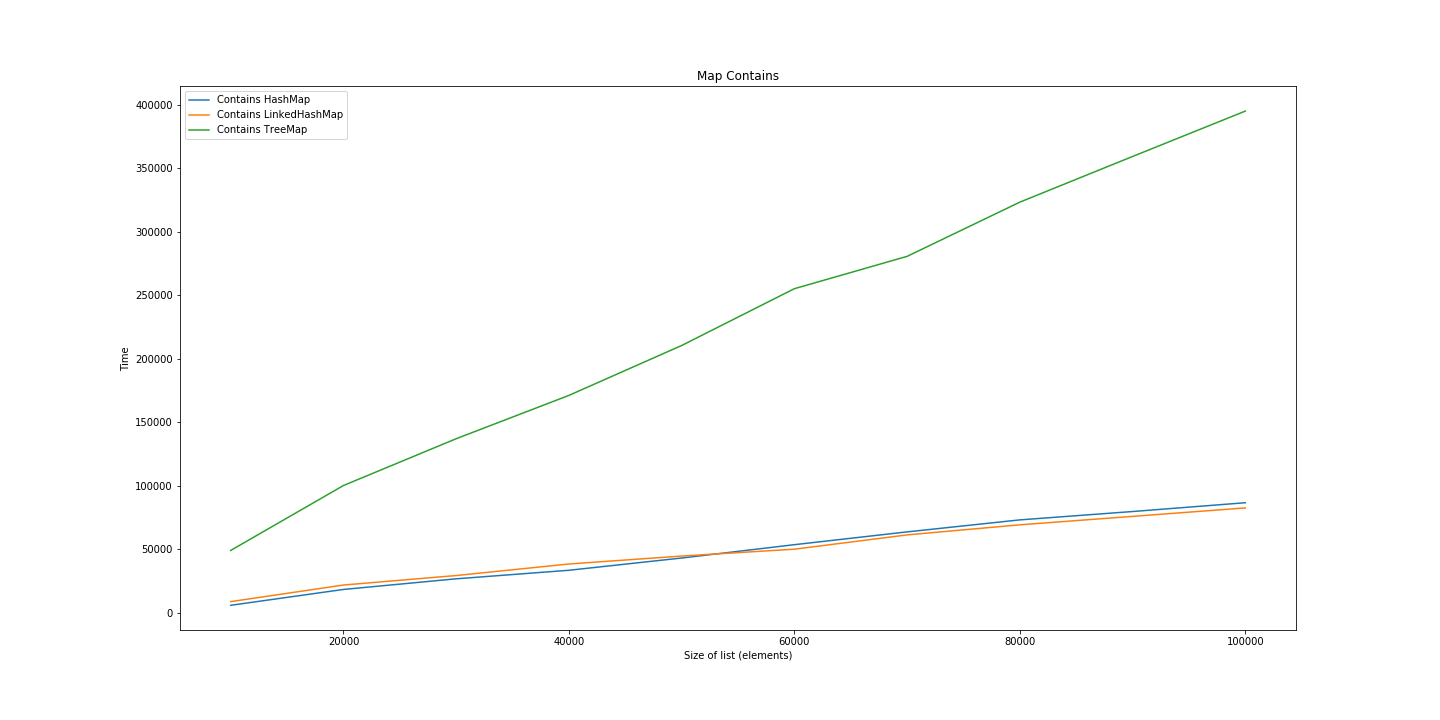 Map Contains
Contains HashMap
Contains LinkedHashMap
Contains TreeMap
400000
350000
300000
250000
200000
150000
100000
50000
0
Time
20000 40000 60000 80000 100000
Size of list (elements)